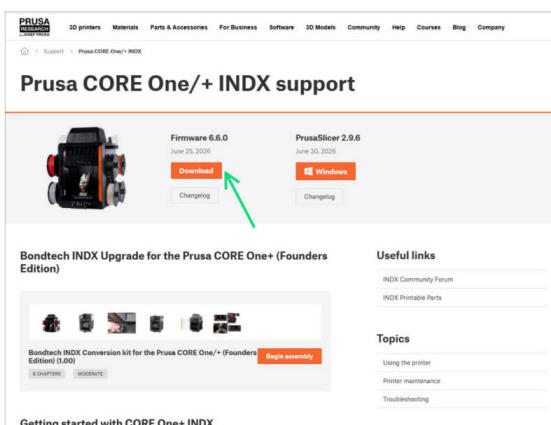 PRUSA
RESEARCH
by JOSEF PRUSA
3D printers Materials Parts & Accessories For Business Software 3D Models Community Help Courses Blog Company
Support Prusa CORE One/+ INDX
Prusa CORE One/+ INDX support
Firmware 6.6.0
June 25, 2026
Download
Changelog
PrusaSlicer 2.9.6
June 30, 2026
Windows
Changelog
Bondtech INDX Upgrade for the Prusa CORE One+ (Founders
Edition)
Bondtech INDX Conversion kit for the Prusa CORE One/+ (Founders
Edition) (1.00)
Begin assembly
8 CHAPTERS MODERATE
Getting started with CORE One+ INDX
Useful links
INDX Community Forum
INDX Printable Parts
Topics
Using the printer
Printer maintenance
Troubleshooting